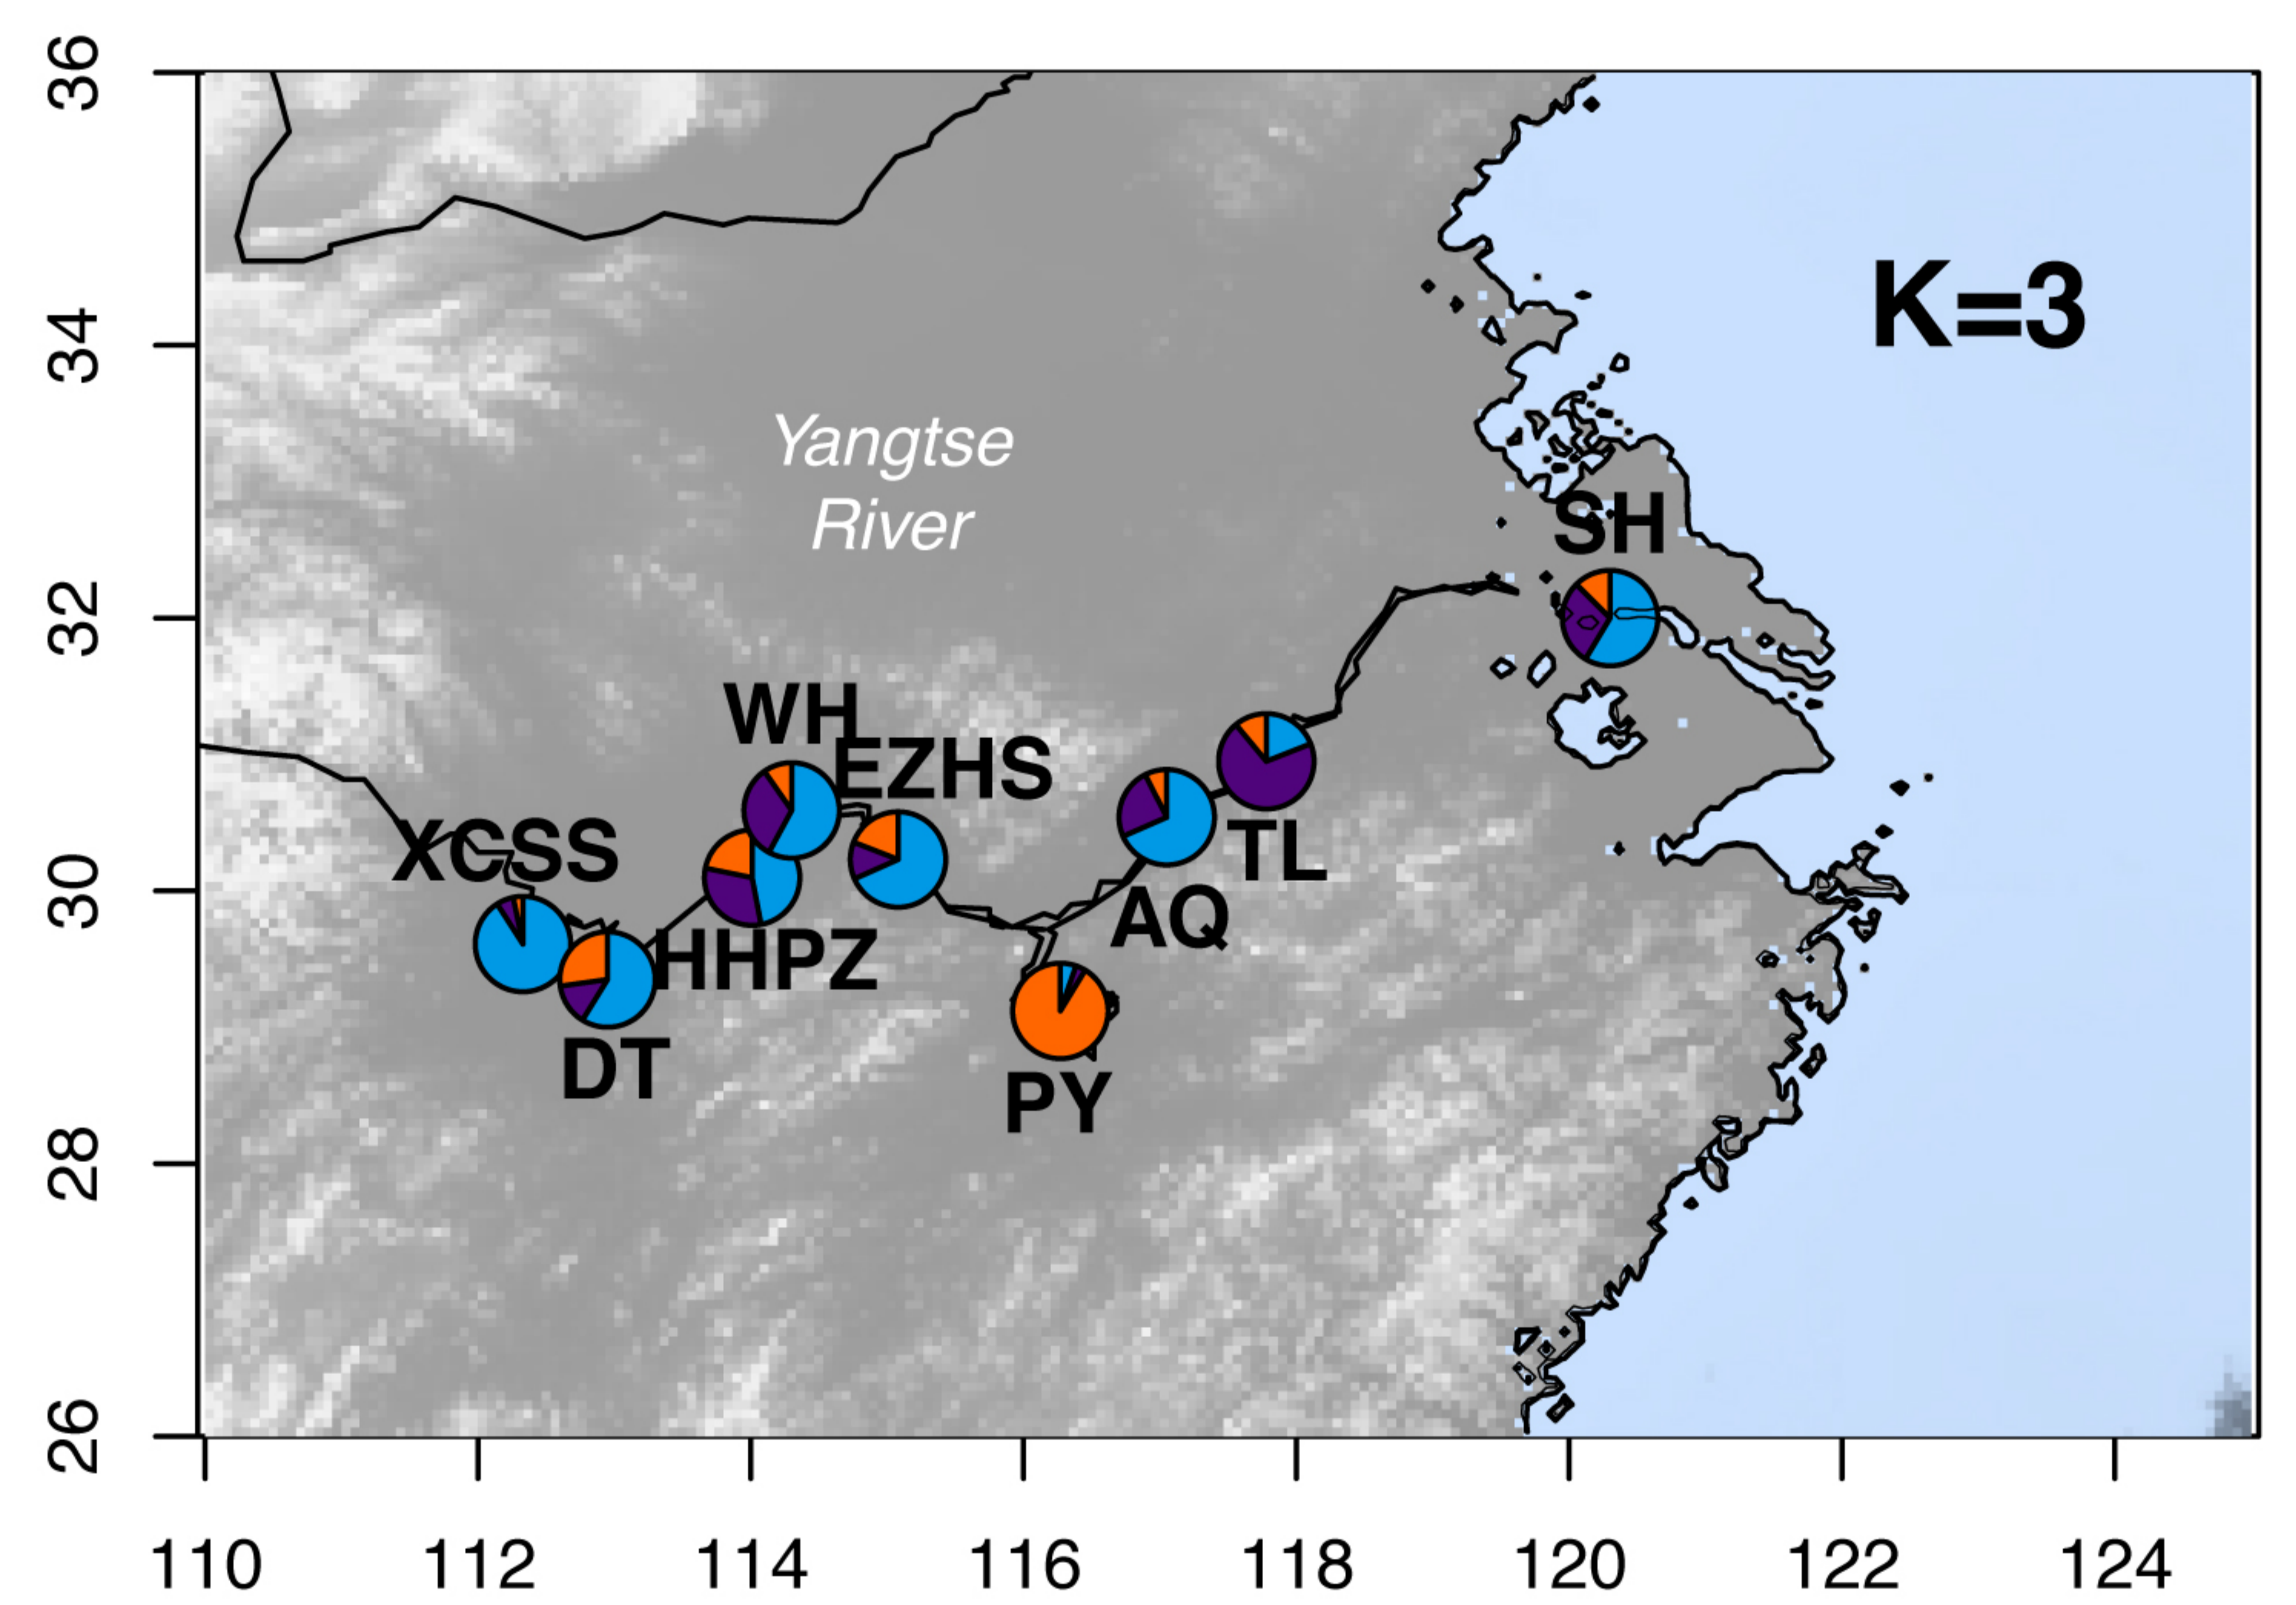 36
34
32
30
28
26
K=3
Yangtse
River
SH
WH
EZHS
XCSS
TL
AQ
HHPZ
DT
PY
110 112 114 116 118 120 122 124